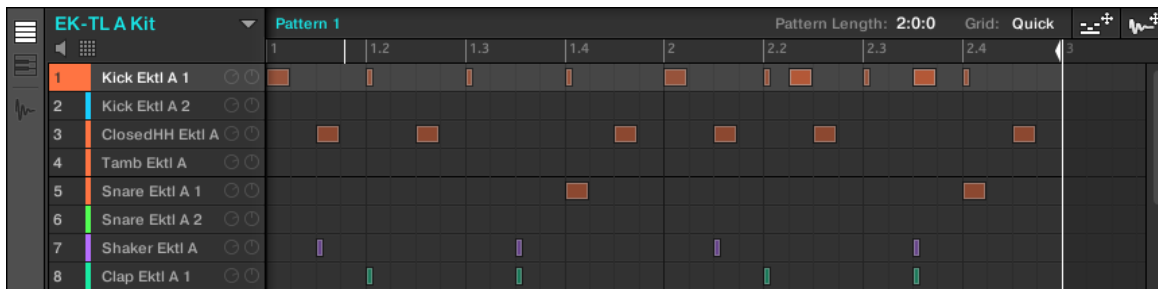 EK-TL A Kit Pattern 1 Pattern Length: 2:0:0 Grid: Quick
1 1.2 1.3 1.4 2 2.2 2.3 2.4 3
1 Kick Ektl A 1
2 Kick Ektl A 2
3 ClosedHH Ektl A
4 Tamb Ektl A
5 Snare Ektl A 1
6 Snare Ektl A 2
7 Shaker Ektl A
8 Clap Ektl A 1